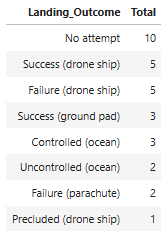 Landing_Outcome Total
No attempt 10
Success (drone ship) 5
Failure (drone ship) 5
Success (ground pad) 3
Controlled (ocean) 3
Uncontrolled (ocean) 2
Failure (parachute) 2
Precluded (drone ship) 1